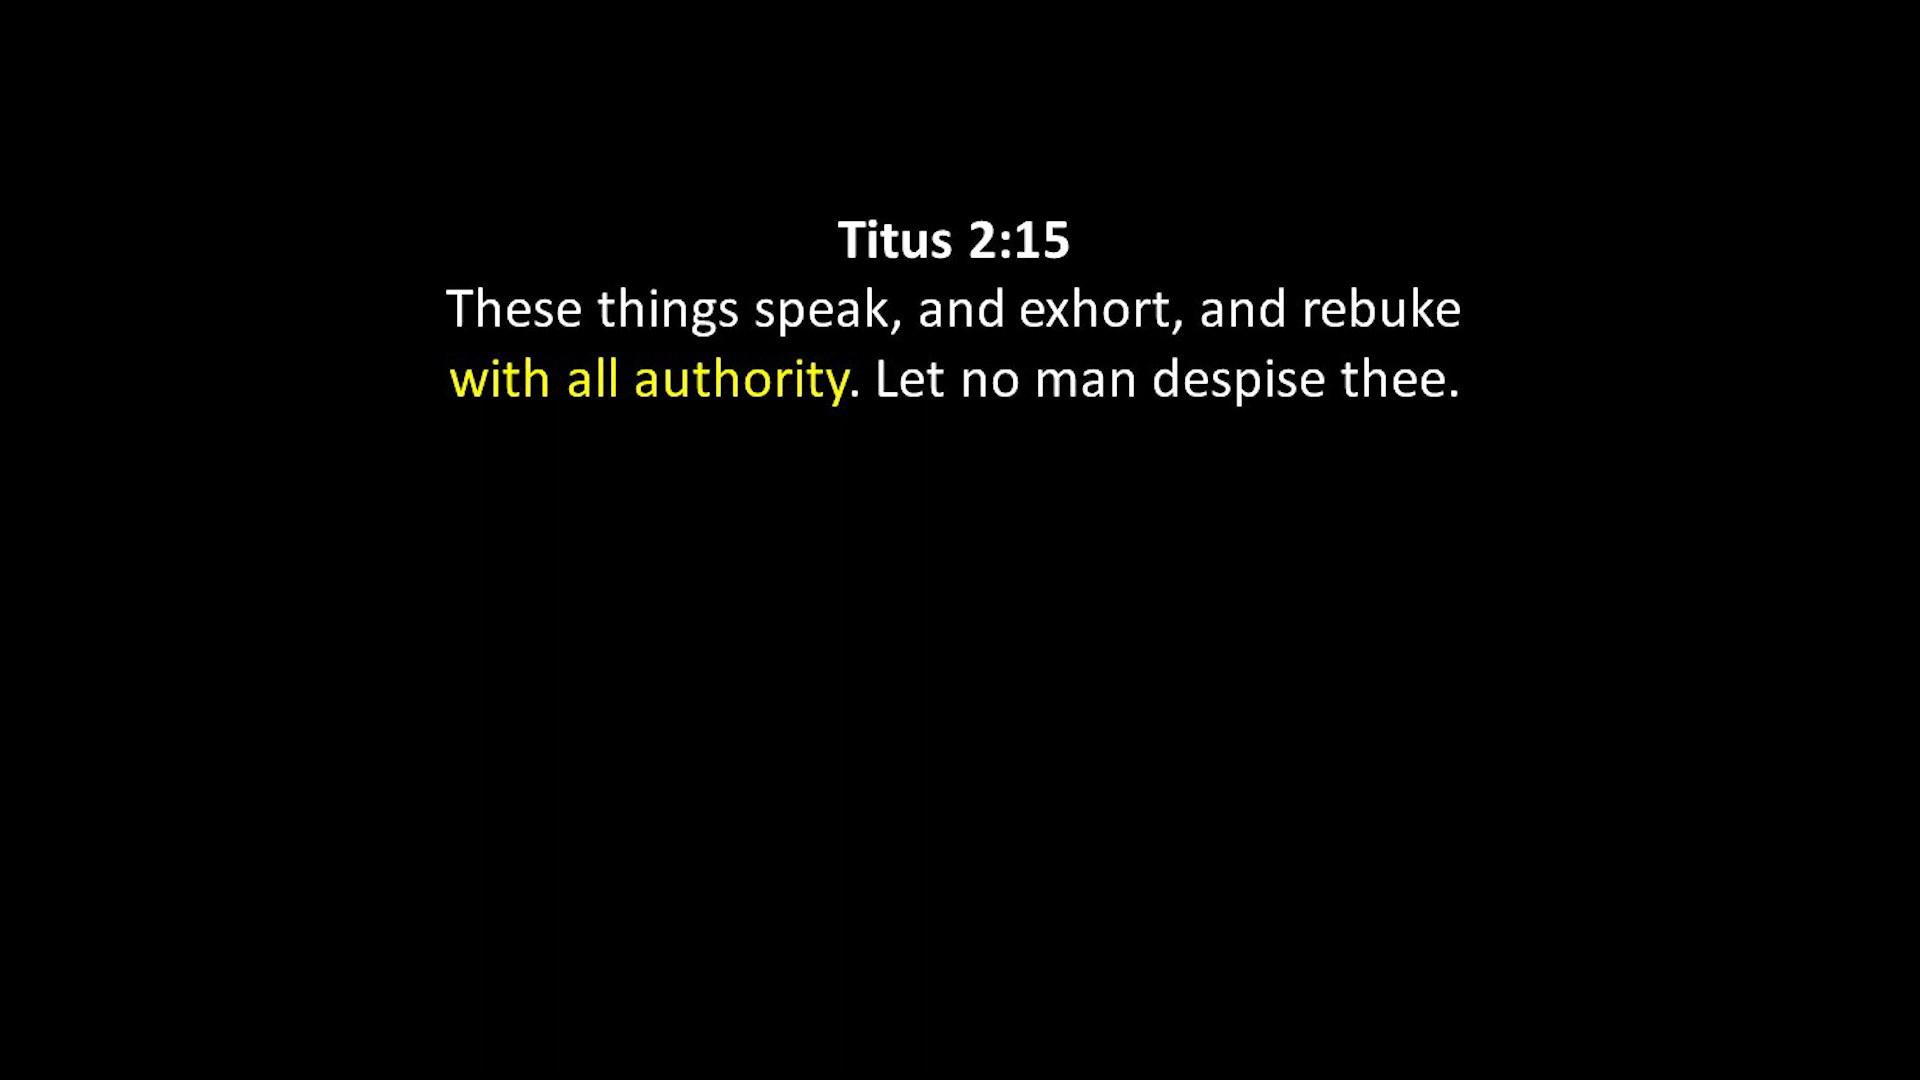 Titus 2:15
These things speak, and exhort, and rebuke
with all authority. Let no man despise thee.